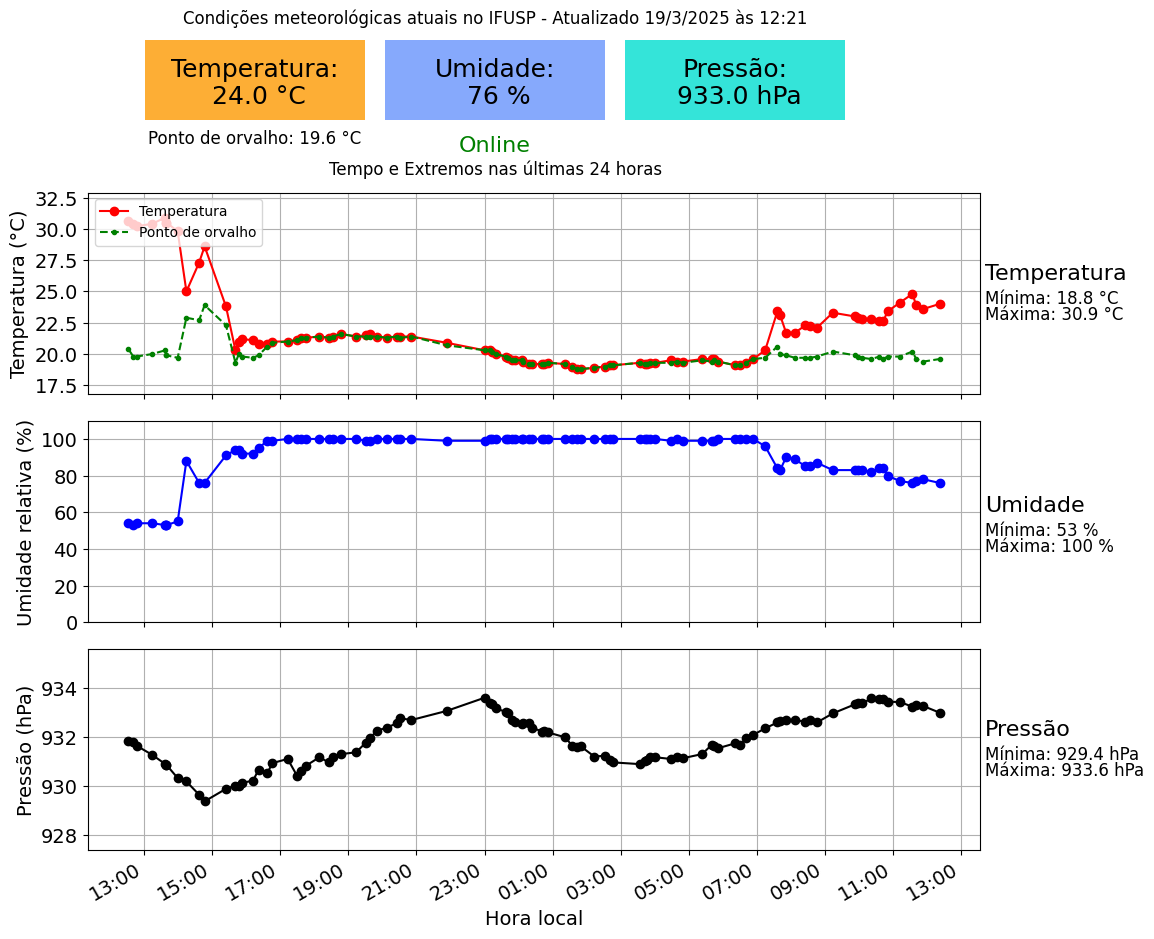 Condições meteorológicas atuais no IFUSP - Atualizado 19/3/2025 às 12:21
Temperatura:
24.0 °C
Umidade:
76 %
Pressão:
933.0 hPa
Ponto de orvalho: 19.6 °C
Online
Tempo e Extremos nas últimas 24 horas
Temperatura (°C)
32.5
30.0
27.5
25.0
22.5
20.0
17.5
Temperatura
Ponto de orvalho
Temperatura
Mínima: 18.8 °C
Máxima: 30.9 °C
Umidade relativa (%)
100
80
60
40
20
0
Umidade
Mínima: 53 %
Máxima: 100 %
Pressão (hPa)
934
932
930
928
Pressão
Mínima: 929.4 hPa
Máxima: 933.6 hPa
13:00 15:00 17:00 19:00 21:00 23:00 01:00 03:00 05:00 07:00 09:00 11:00 13:00
Hora local